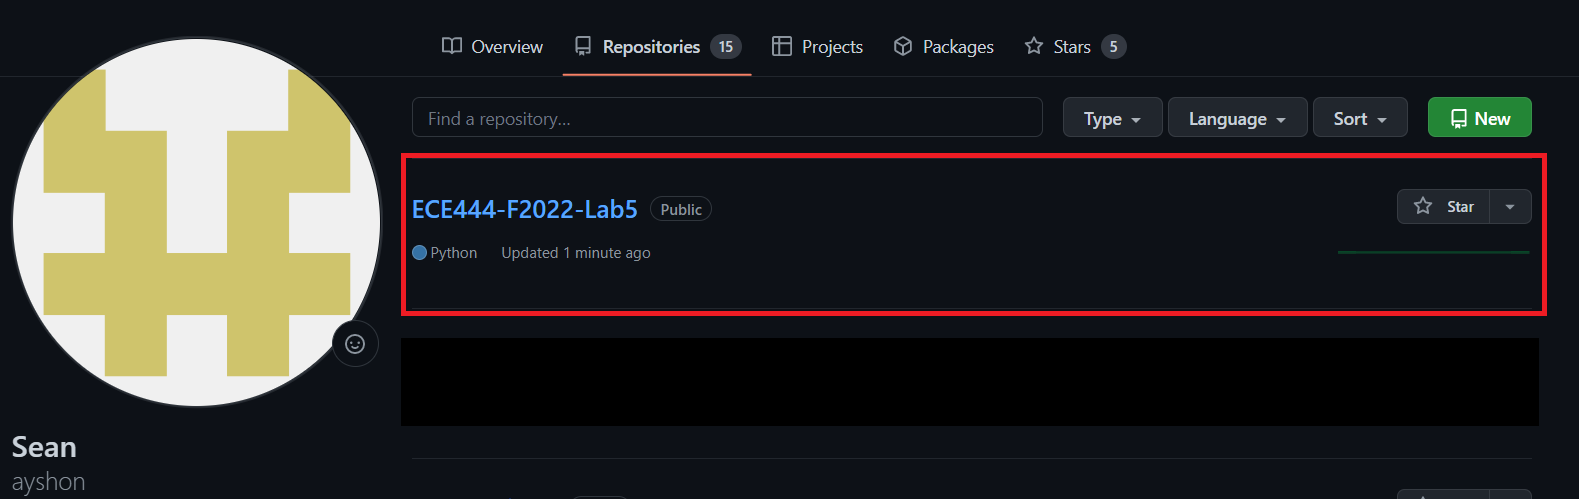 Overview Repositories 15 Projects Packages Stars 5
Find a repository...
Type Language Sort New
ECE444-F2022-Lab5 Public Star
Python Updated 1 minute ago
Sean
ayshon